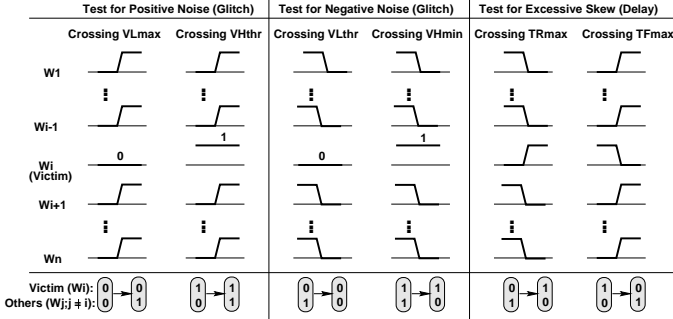 Test for Positive Noise (Glitch) Test for Negative Noise (Glitch) Test for Excessive Skew (Delay)
Crossing VLmax Crossing VHthr Crossing VLthr Crossing VHmin Crossing TRmax Crossing TFmax
W1
Wi-1
1 1
0 0
Wi
(Victim)
Wi+1
Wn
Victim (Wi): 0 0 1 1 0 0 1 1 0 1 1 0
Others (Wj;j ǂ i): 0 1 0 1 1 0 1 0 1 0 0 1